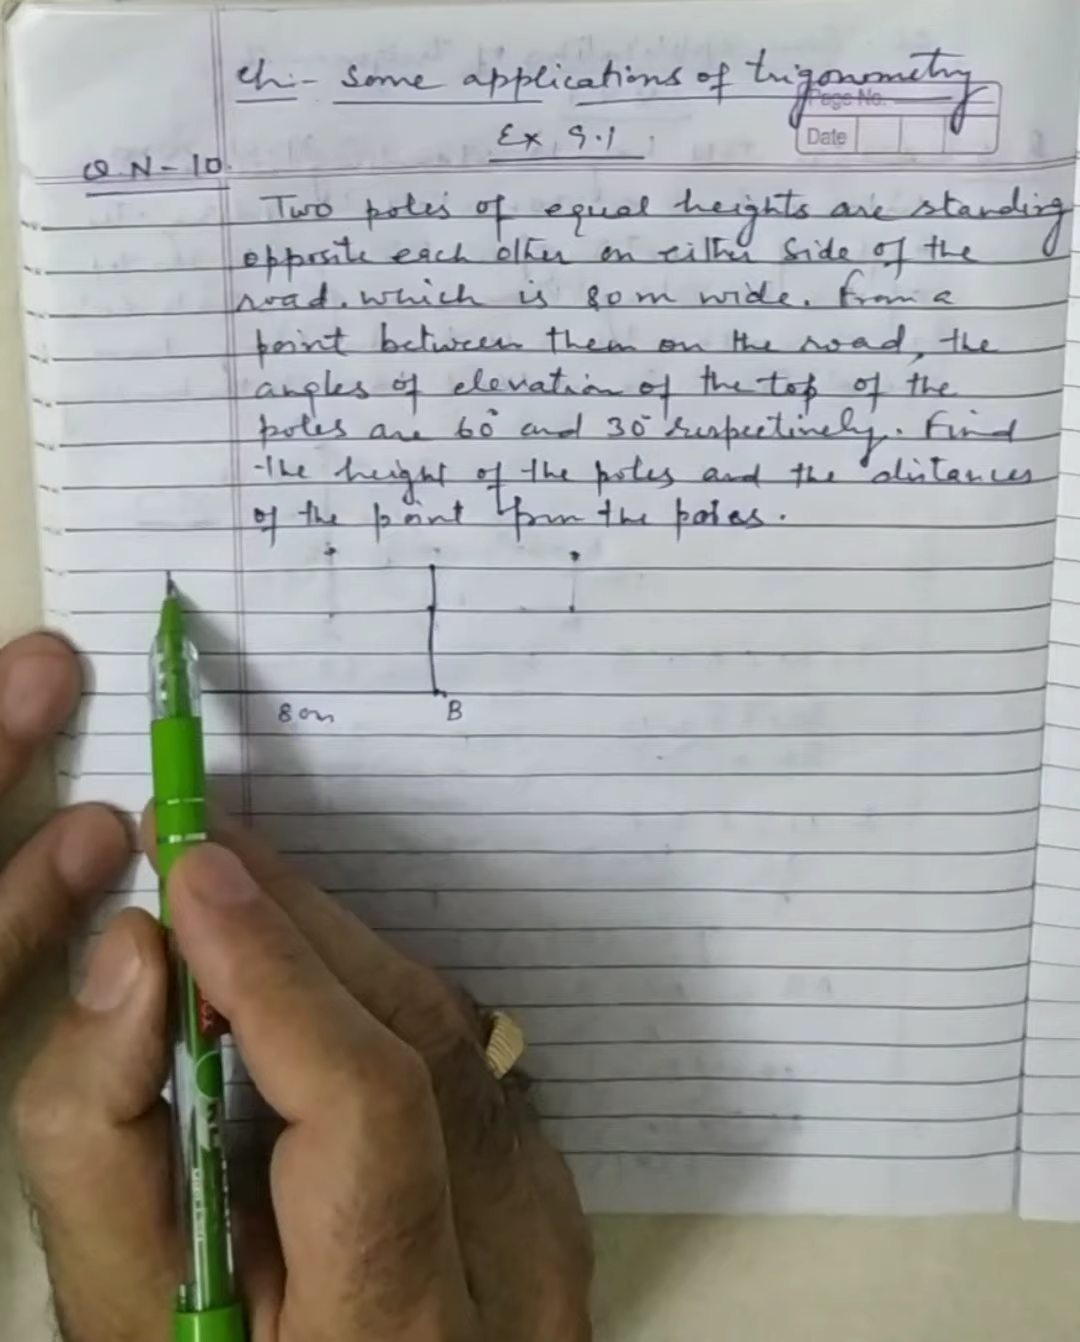 Ch:- Some applications of trigonometry
Page No.
Ex 9.1.
Date
Q.N-10.
Two poles of equal heights are standing
opposite each other on either side of the
road. which is 80m wide. From a
point between them on the road, the
angles of elevation of the top of the
poles are 60° and 30° respectively. Find
the height of the poles and the distances
of the point from the poles.
80m
B